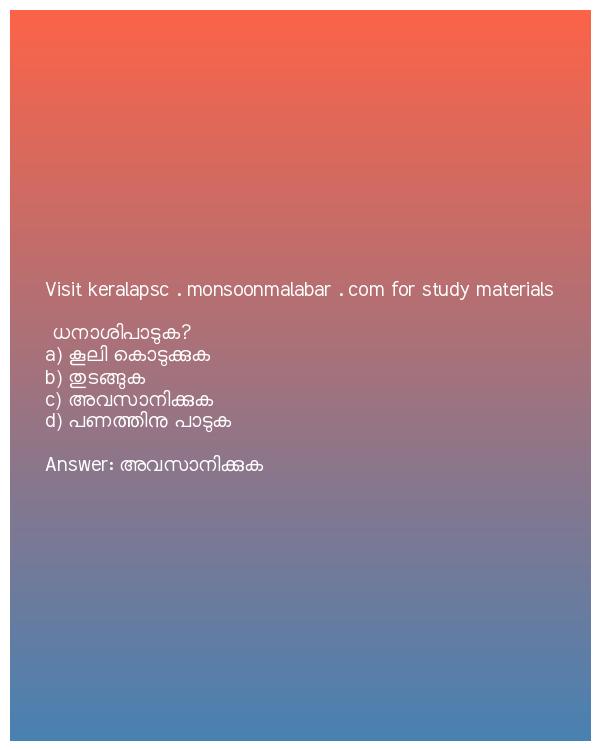 Visit keralapsc . monsoonmalabar . com for study materials
ധനാശിപാടുക?
a) കൂലി കൊടുക്കുക
b) തുടങ്ങുക
c) അവസാനിക്കുക
d) പണത്തിനു പാടുക
Answer: അവസാനിക്കുക